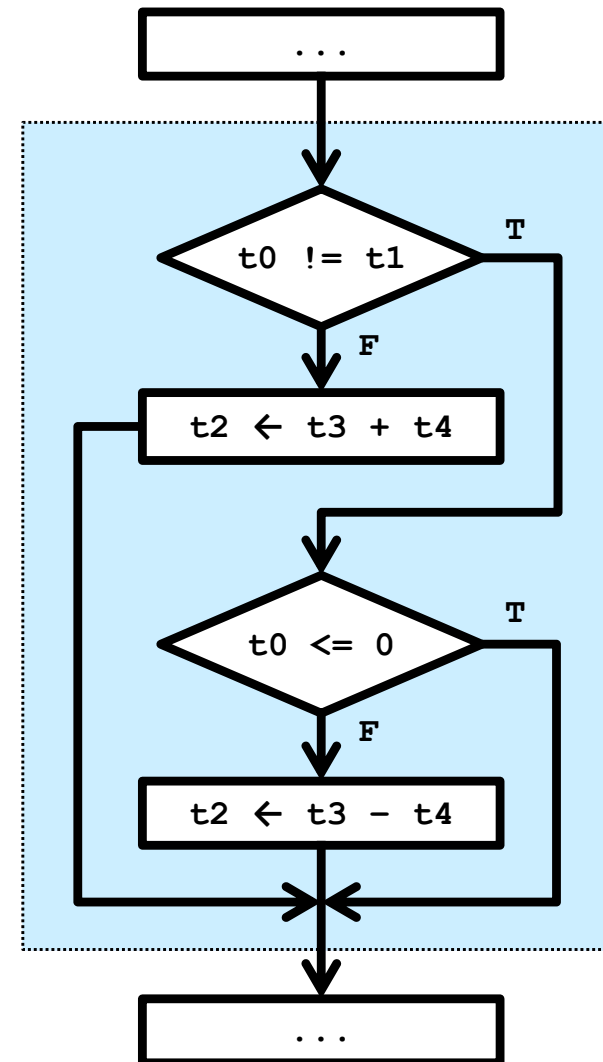 ...
t0 != t1
T
F
t2 ← t3 + t4
t0 <= 0
T
F
t2 ← t3 − t4
...